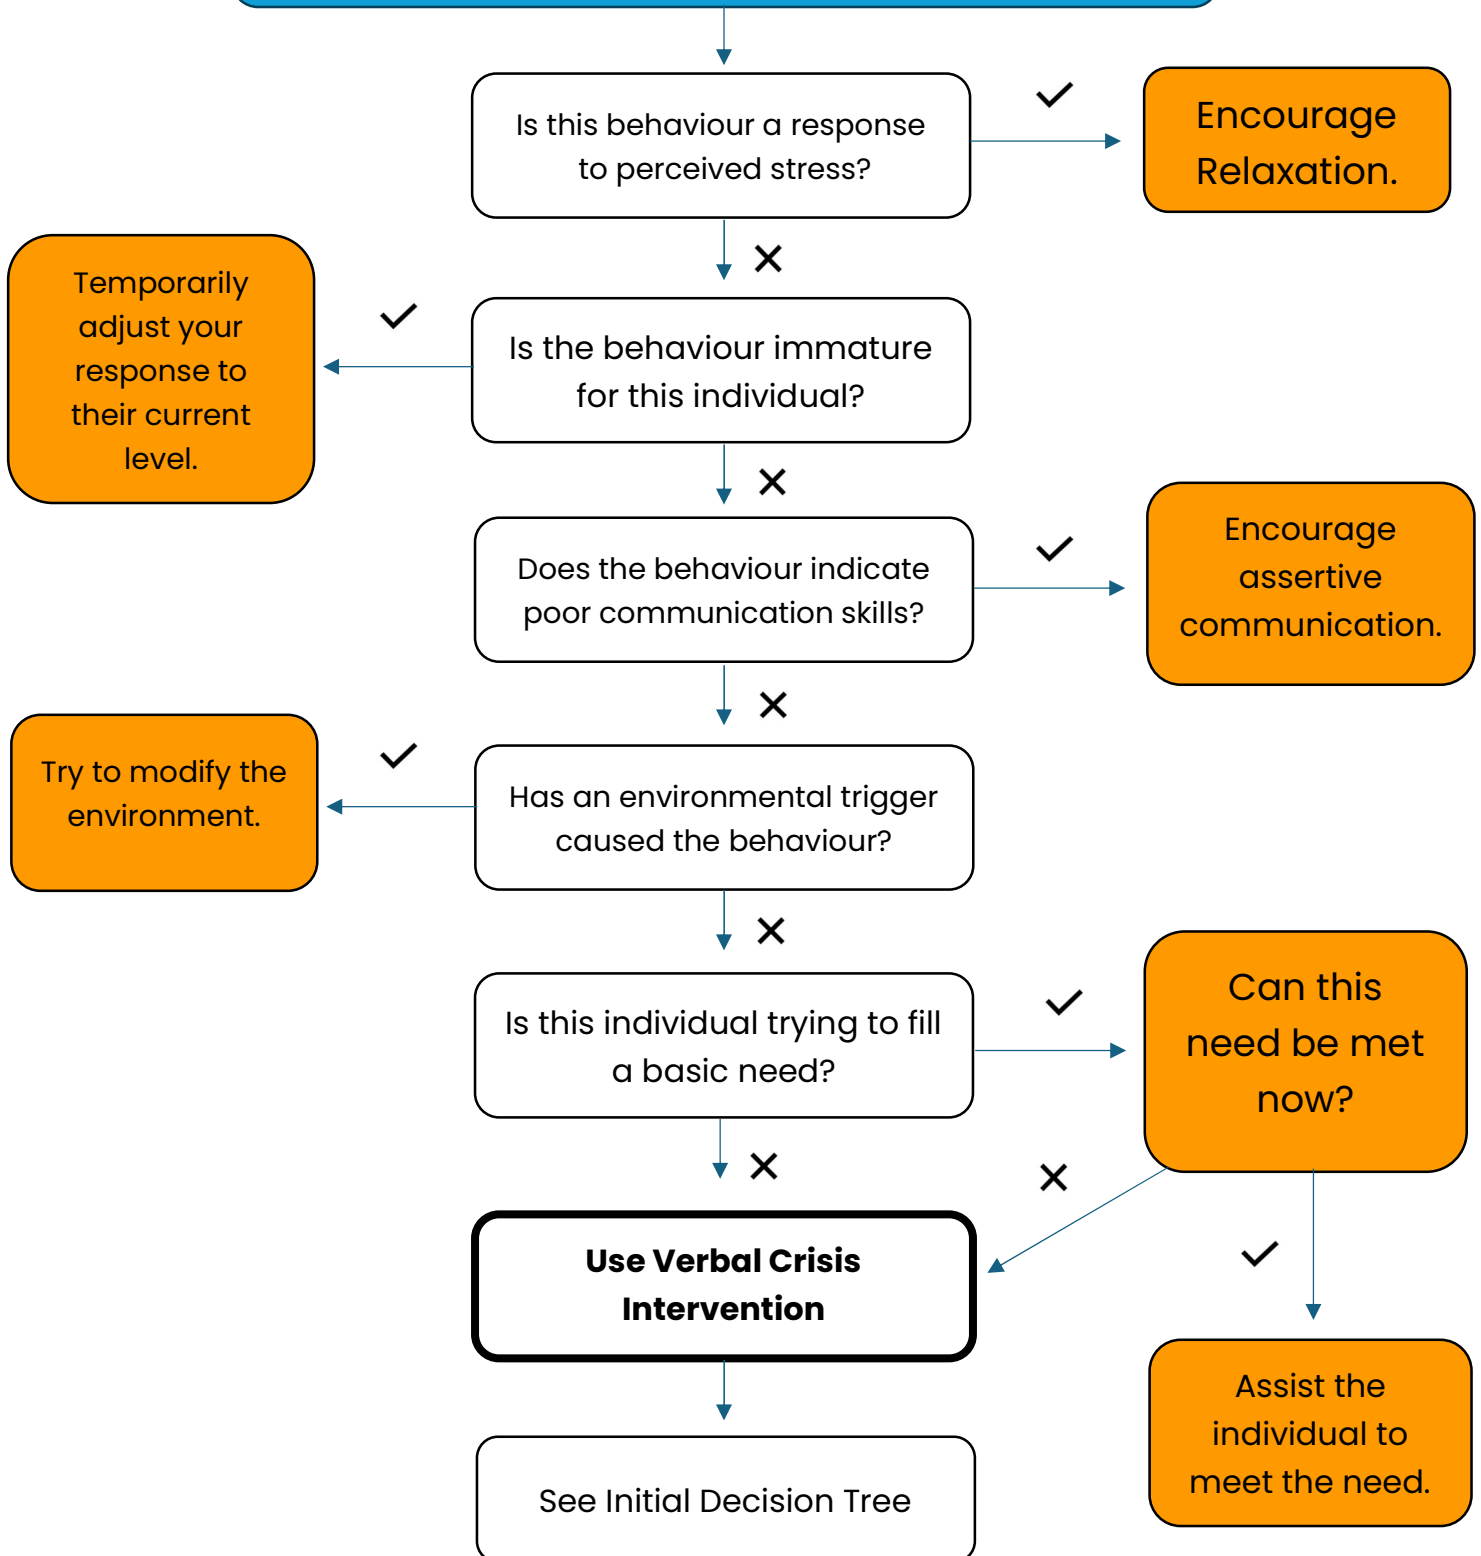 Is this behaviour a response
to perceived stress?
Encourage
Relaxation.
Temporarily
adjust your
response to
their current
level.
Is the behaviour immature
for this individual?
Does the behaviour indicate
poor communication skills?
Encourage
assertive
communication.
Try to modify the
environment.
Has an environmental trigger
caused the behaviour?
Is this individual trying to fill
a basic need?
Can this
need be met
now?
Use Verbal Crisis
Intervention
Assist the
individual to
meet the need.
See Initial Decision Tree